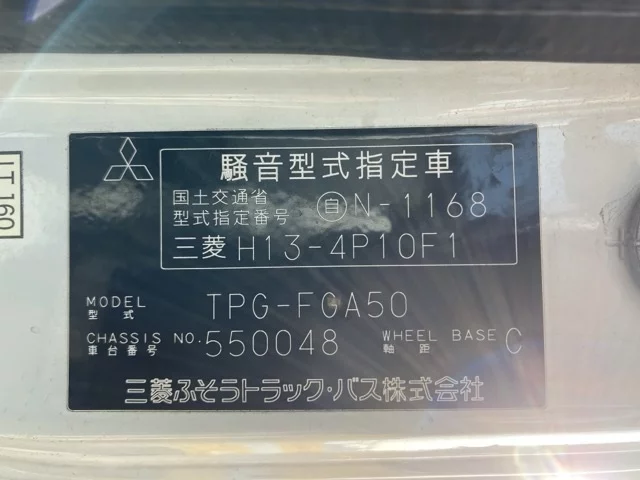 騒音型式指定車
国土交通省
型式指定番号 自N-1168
三菱 H13-4P10F1
MODEL
型式
TPG-FGA50
CHASSIS NO.
車台番号
550048
WHEEL BASE
軸距
C
三菱ふそうトラック・バス株式会社